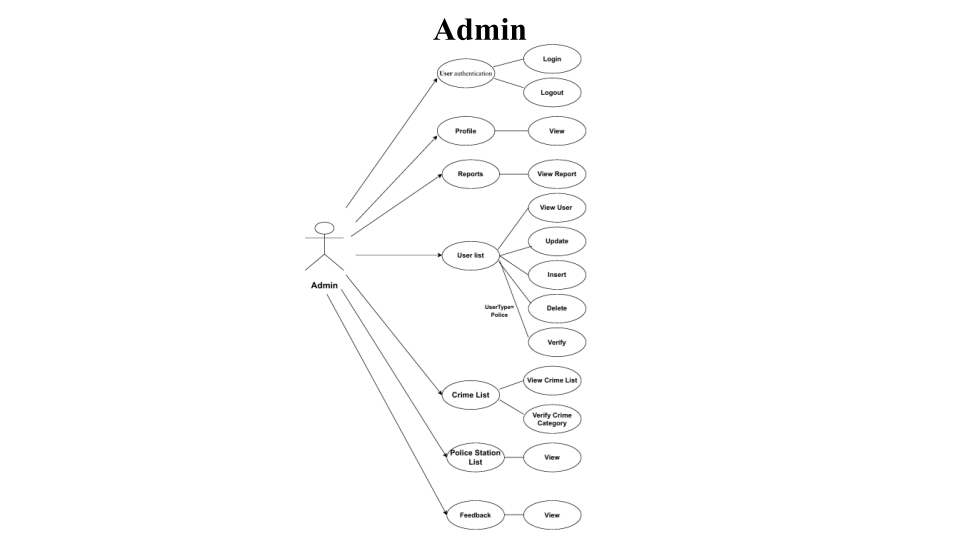 Admin
Login
User authentication
Logout
Profile
View
Reports
View Report
View User
Update
User list
Insert
Admin
UserType=
Police
Delete
Verify
View Crime List
Crime List
Verify Crime
Category
Police Station
List
View
Feedback
View